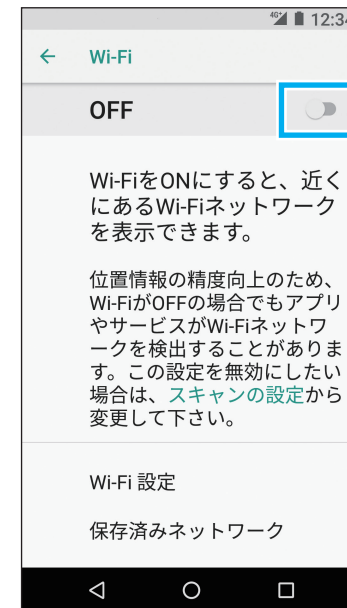 4G+ 12:34
Wi-Fi
OFF
Wi-FiをONにすると、近く
にあるWi-Fiネットワーク
を表示できます。
位置情報の精度向上のため、
Wi-FiがOFFの場合でもアプリ
やサービスがWi-Fiネットワ
ークを検出することがありま
す。この設定を無効にしたい
場合は、スキャンの設定から
変更して下さい。
Wi-Fi 設定
保存済みネットワーク